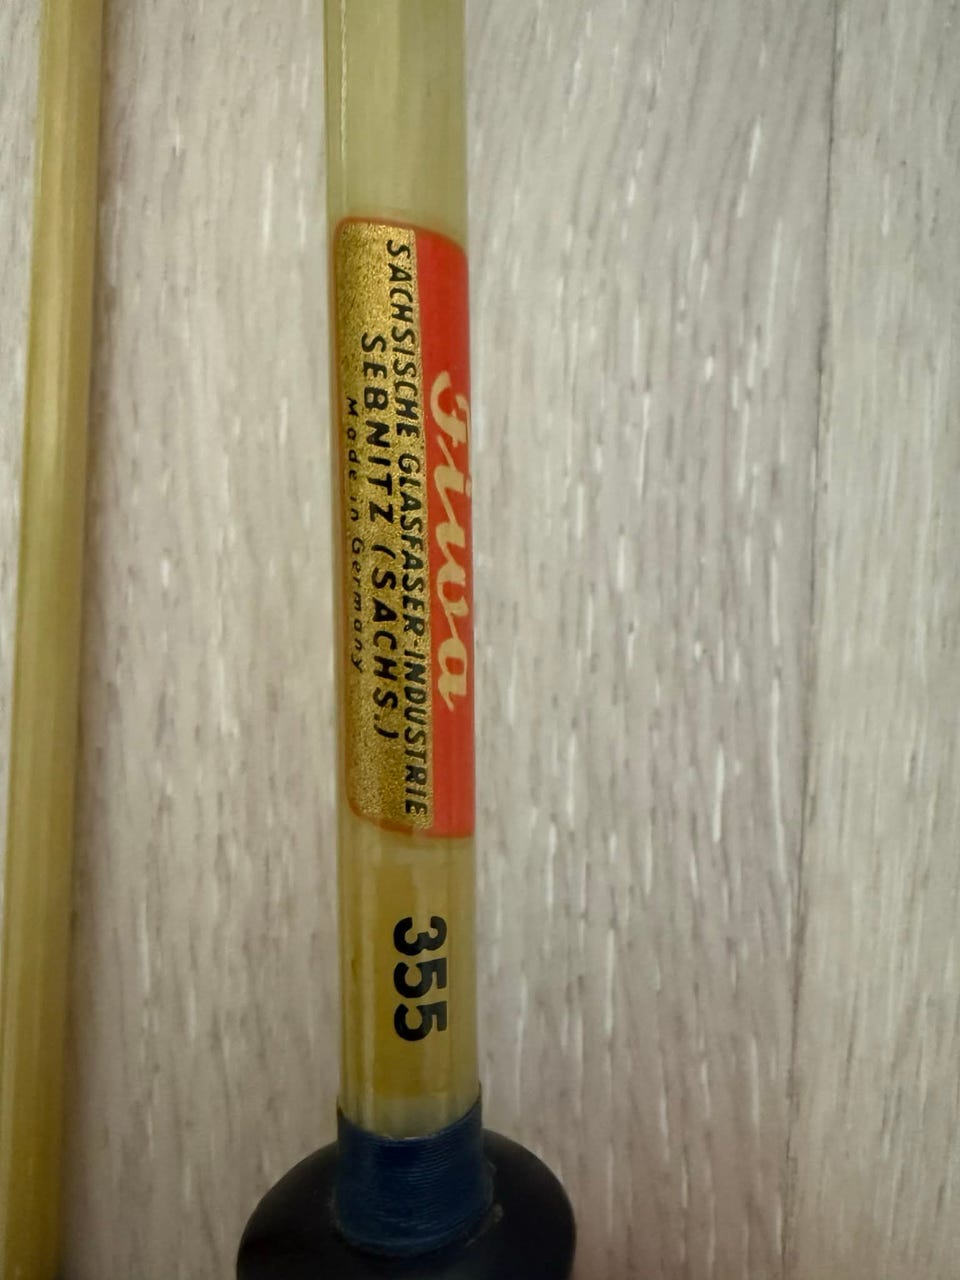 Fiwa
SÄCHSISCHE GLASFASER-INDUSTRIE
SEBNITZ (SACHS.)
Made in Germany
355